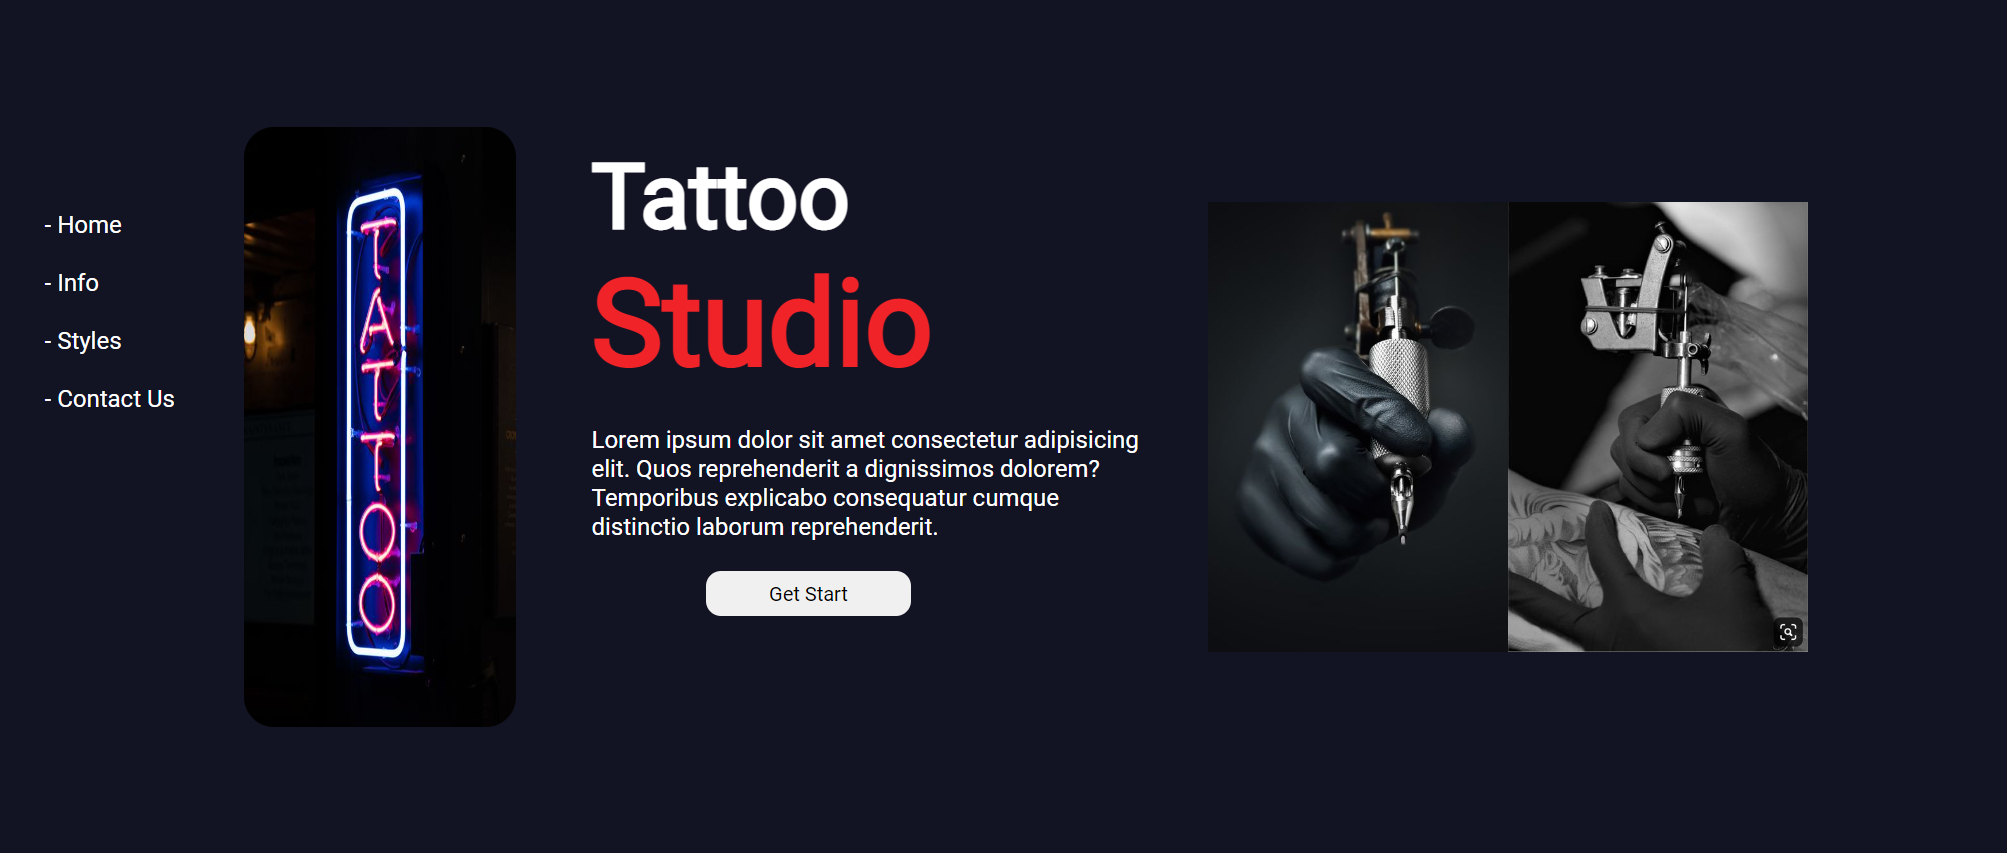 - Home
- Info
- Styles
- Contact Us
TATTOO
Tattoo
Studio
Lorem ipsum dolor sit amet consectetur adipisicing
elit. Quos reprehenderit a dignissimos dolorem?
Temporibus explicabo consequatur cumque
distinctio laborum reprehenderit.
Get Start